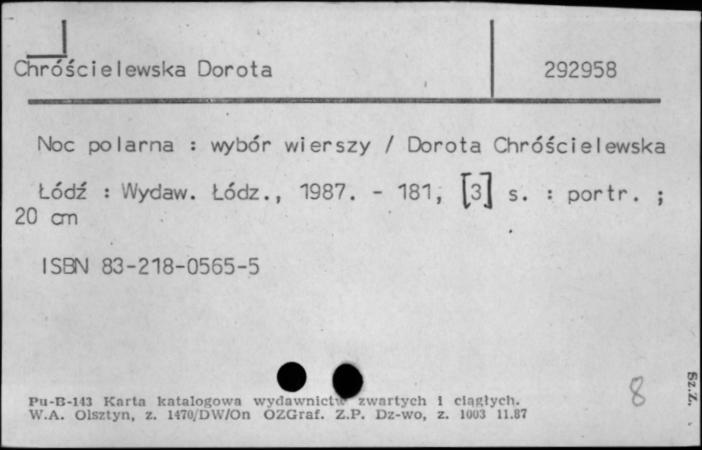 Chróścielewska Dorota
292958
Noc polarna : wybór wierszy / Dorota Chróścielewska
Łódź : Wydaw. Łódz., 1987. - 181, [3] s. : portr. ;
20 cm
ISBN 83-218-0565-5
8
Pu-B-143 Karta katalogowa wydawnictw zwartych i ciągłych.
W.A. Olsztyn, z. 1470/DW/On OZGraf. Z.P. Dz-wo, z. 1003 11.87
Sz.Z.